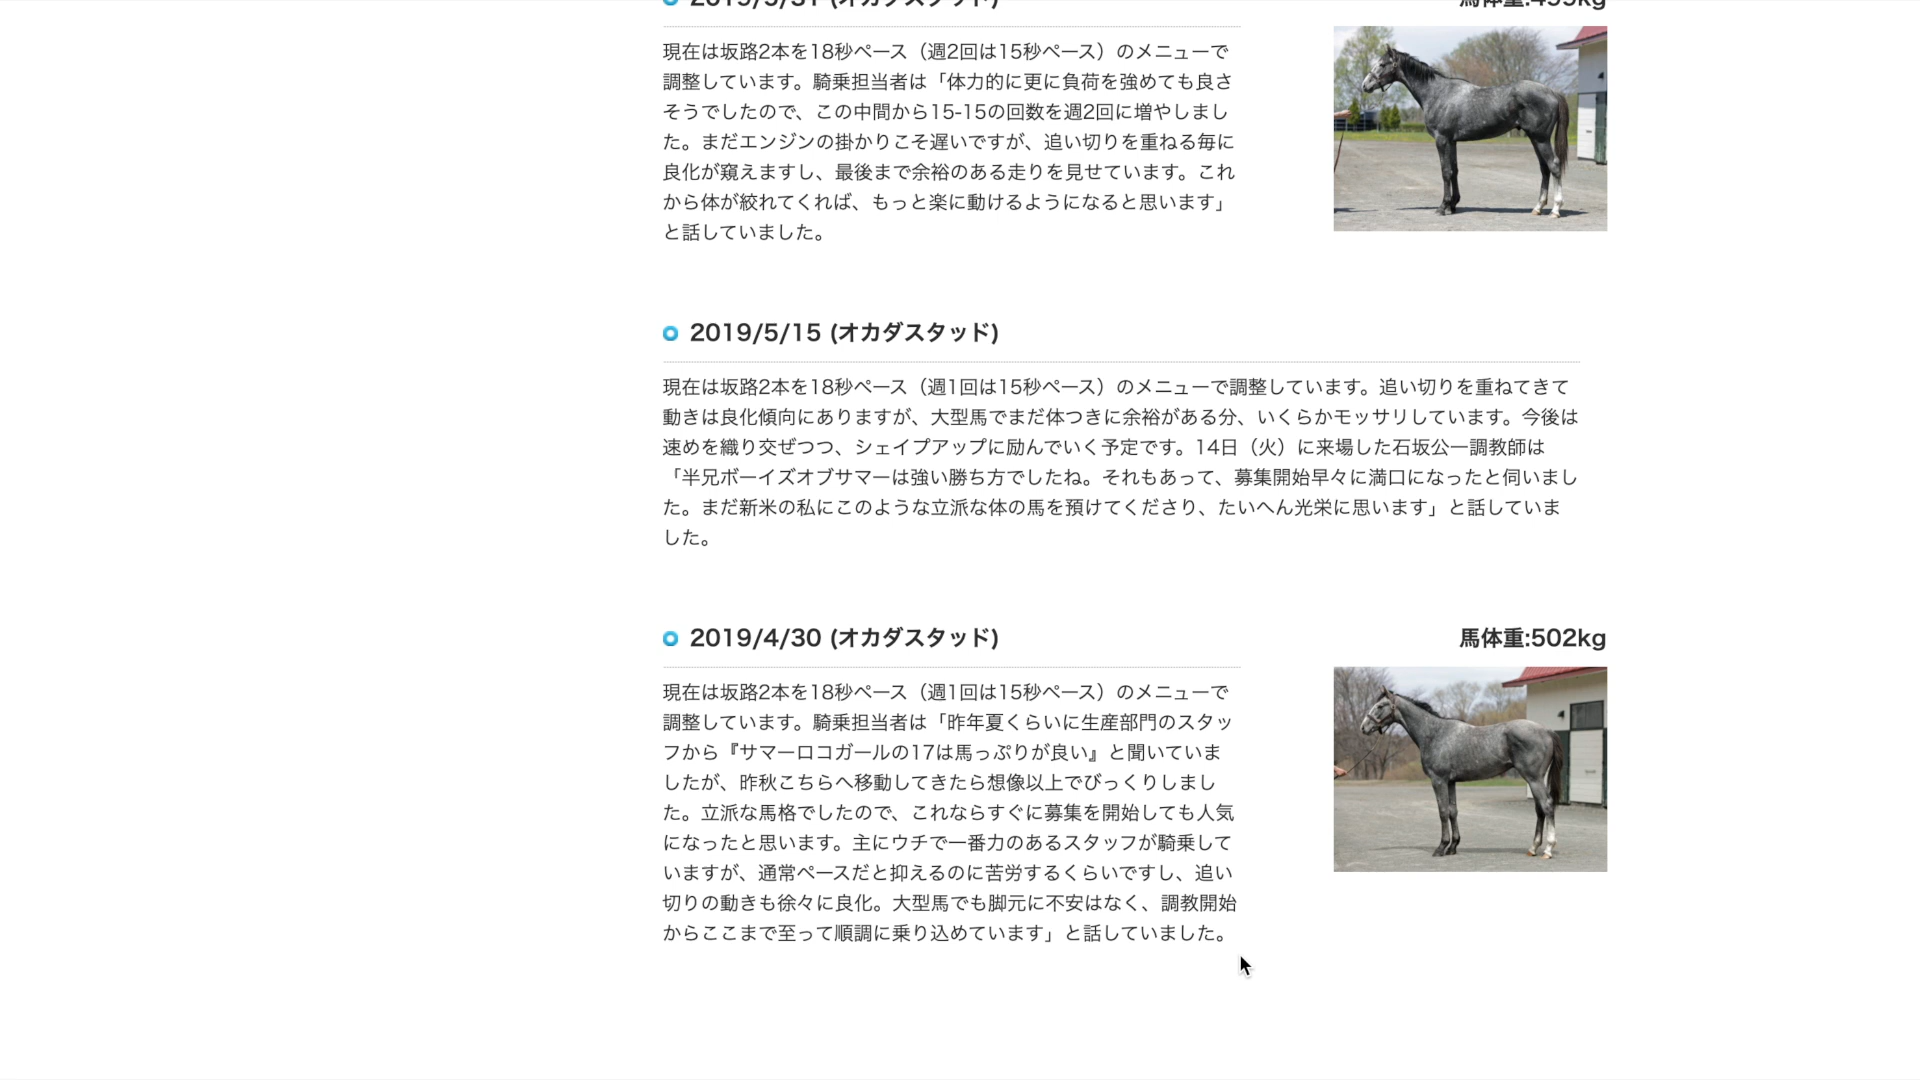 2019/5/31 (オカダスタッド)
馬体重:499kg
現在は坂路2本を18秒ペース（週2回は15秒ペース）のメニューで
調整しています。騎乗担当者は「体力的に更に負荷を強めても良さ
そうでしたので、この中間から15-15の回数を週2回に増やしまし
た。まだエンジンの掛かりこそ遅いですが、追い切りを重ねる毎に
良化が窺えますし、最後まで余裕のある走りを見せています。これ
から体が絞れてくれば、もっと楽に動けるようになると思います」
と話していました。
2019/5/15 (オカダスタッド)
現在は坂路2本を18秒ペース（週1回は15秒ペース）のメニューで調整しています。追い切りを重ねてきて
動きは良化傾向にありますが、大型馬でまだ体つきに余裕がある分、いくらかモッサリしています。今後は
速めを織り交ぜつつ、シェイプアップに励んでいく予定です。14日（火）に来場した石坂公一調教師は
「半兄ボーイズオブサマーは強い勝ち方でしたね。それもあって、募集開始早々に満口になったと伺いまし
た。まだ新米の私にこのような立派な体の馬を預けてくださり、たいへん光栄に思います」と話していま
した。
2019/4/30 (オカダスタッド)
馬体重:502kg
現在は坂路2本を18秒ペース（週1回は15秒ペース）のメニューで
調整しています。騎乗担当者は「昨年夏くらいに生産部門のスタッ
フから『サマーロコガールの17は馬っぷりが良い』と聞いていま
したが、昨秋こちらへ移動してきたら想像以上でびっくりしまし
た。立派な馬格でしたので、これならすぐに募集を開始しても人気
になったと思います。主にウチで一番力のあるスタッフが騎乗して
いますが、通常ペースだと抑えるのに苦労するくらいですし、追い
切りの動きも徐々に良化。大型馬でも脚元に不安はなく、調教開始
からここまで至って順調に乗り込めています」と話していました。